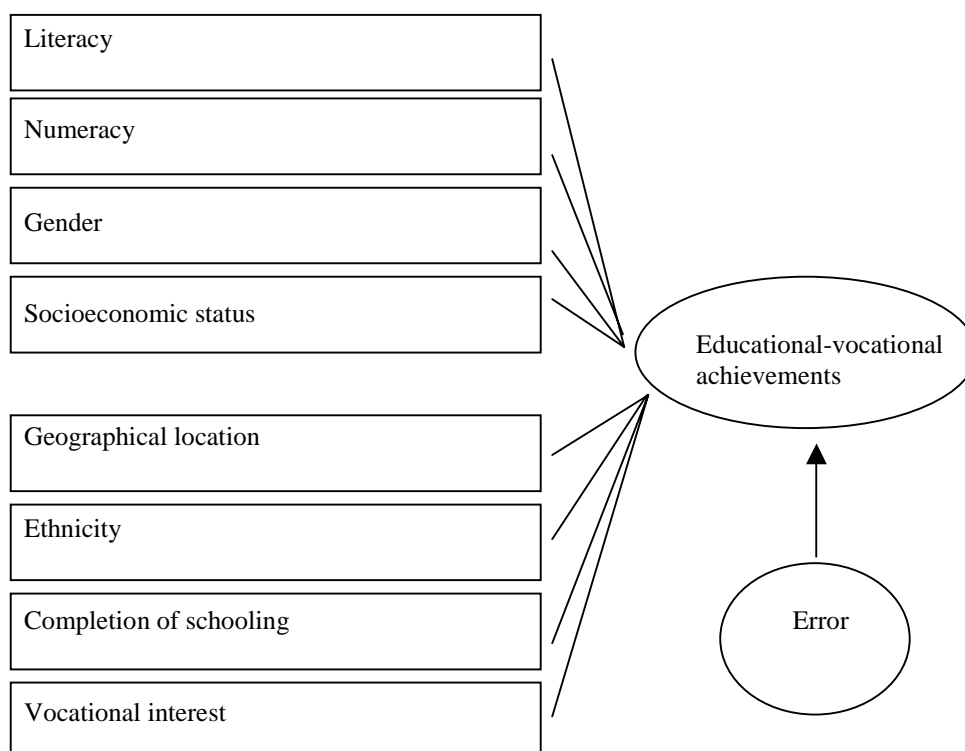 Literacy
Numeracy
Gender
Socioeconomic status
Educational-vocational
achievements
Geographical location
Ethnicity
Completion of schooling
Error
Vocational interest